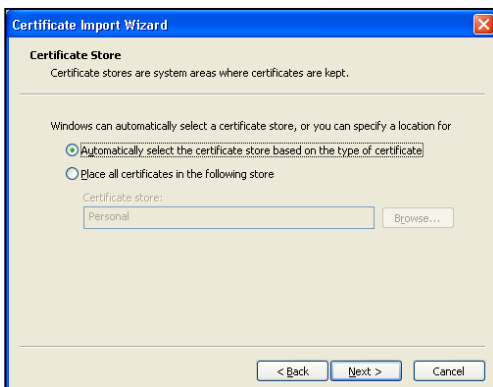 Certificate Import Wizard
Certificate Store
Certificate stores are system areas where certificates are kept.
Windows can automatically select a certificate store, or you can specify a location for
Automatically select the certificate store based on the type of certificate
Place all certificates in the following store
Certificate store:
Personal
Browse...
< Back
Next >
Cancel